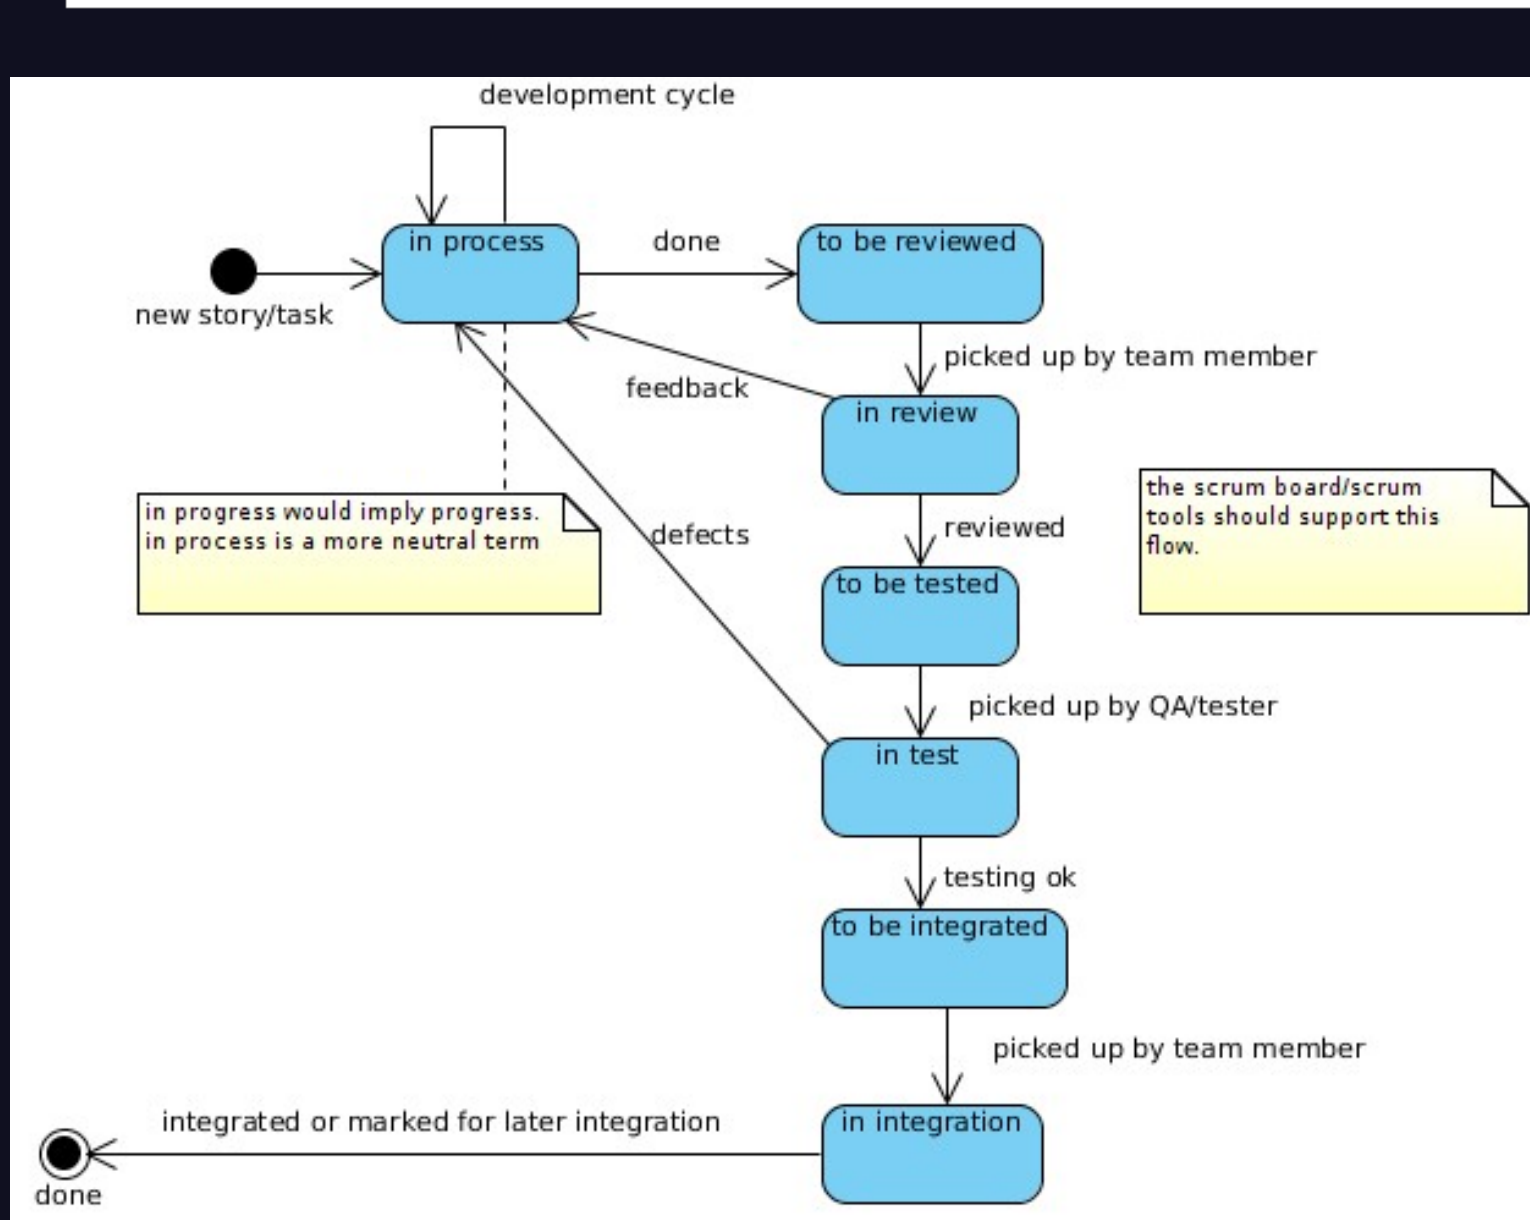 development cycle
in process
done
to be reviewed
new story/task
picked up by team member
feedback
in review
in progress would imply progress.
in process is a more neutral term
defects
reviewed
the scrum board/scrum
tools should support this
flow.
to be tested
picked up by QA/tester
in test
testing ok
to be integrated
picked up by team member
integrated or marked for later integration
in integration
done